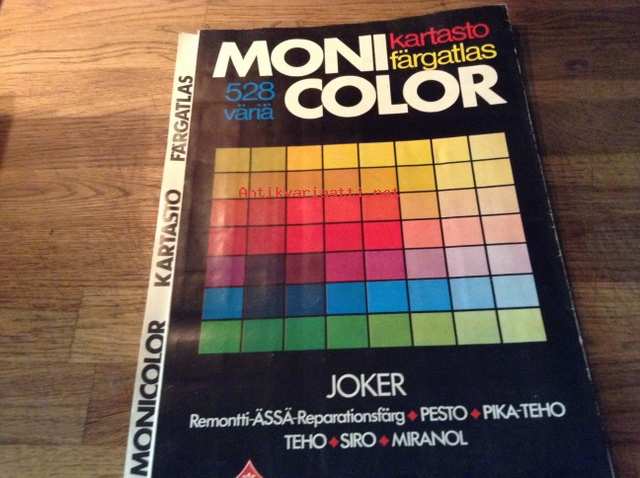 MONI kartasto
färgatlas
528 COLOR
väriä
Antikvariaatti.net
JOKER
Remontti-ÄSSÄ-Reparationsfärg ♦ PESTO ♦ PIKA-TEHO
TEHO ♦ SIRO ♦ MIRANOL
MONICOLOR KARTASTO FÄRGATLAS